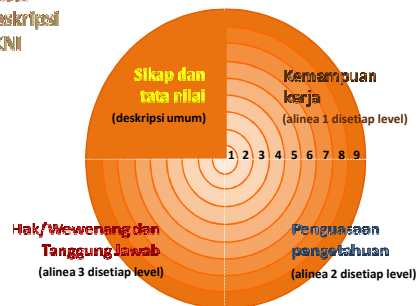 KNI
Sikap dan
tata nilai
(deskripsi umum)
Kemampuan
kerja
(alinea 1 disetiap level)
1 2 3 4 5 6 7 8 9
Hak/Wewenang dan
Tanggung Jawab
(alinea 3 disetiap level)
Penguasaan
pengetahuan
(alinea 2 disetiap level)